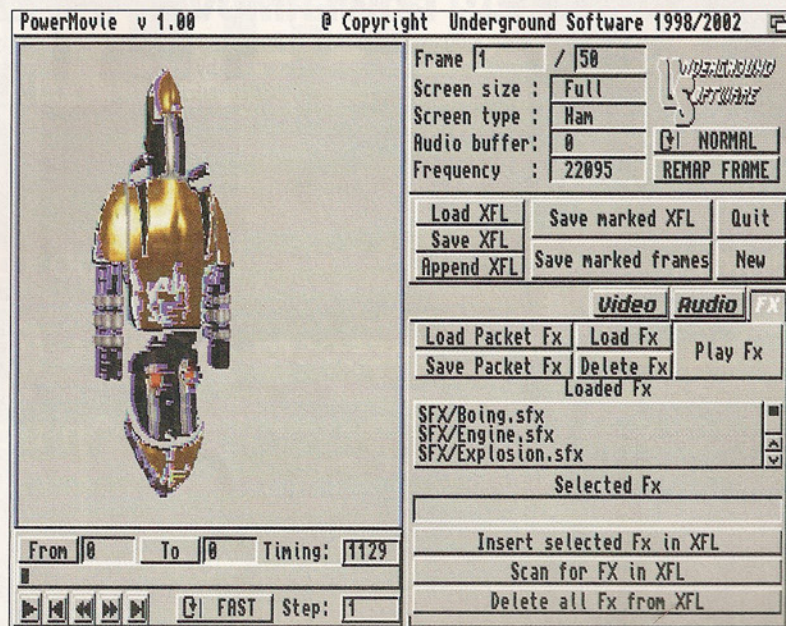 PowerMovie v 1.00 @ Copyright Underground Software 1998/2002
Frame 1 / 50
Screen size : Full
Screen type : Ham
Audio buffer: 0
Frequency : 22095
UNDERGROUND
SOFTWARE
NORMAL
REMAP FRAME
Load XFL
Save XFL
Append XFL
Save marked XFL
Save marked frames
Quit
New
Video Audio FX
Load Packet Fx Load Fx
Save Packet Fx Delete Fx
Play Fx
Loaded Fx
SFX/Boing.sfx
SFX/Engine.sfx
SFX/Explosion.sfx
Selected Fx
Insert selected Fx in XFL
Scan for FX in XFL
Delete all Fx from XFL
From 0 To 0 Timing: 1129
FAST Step: 1